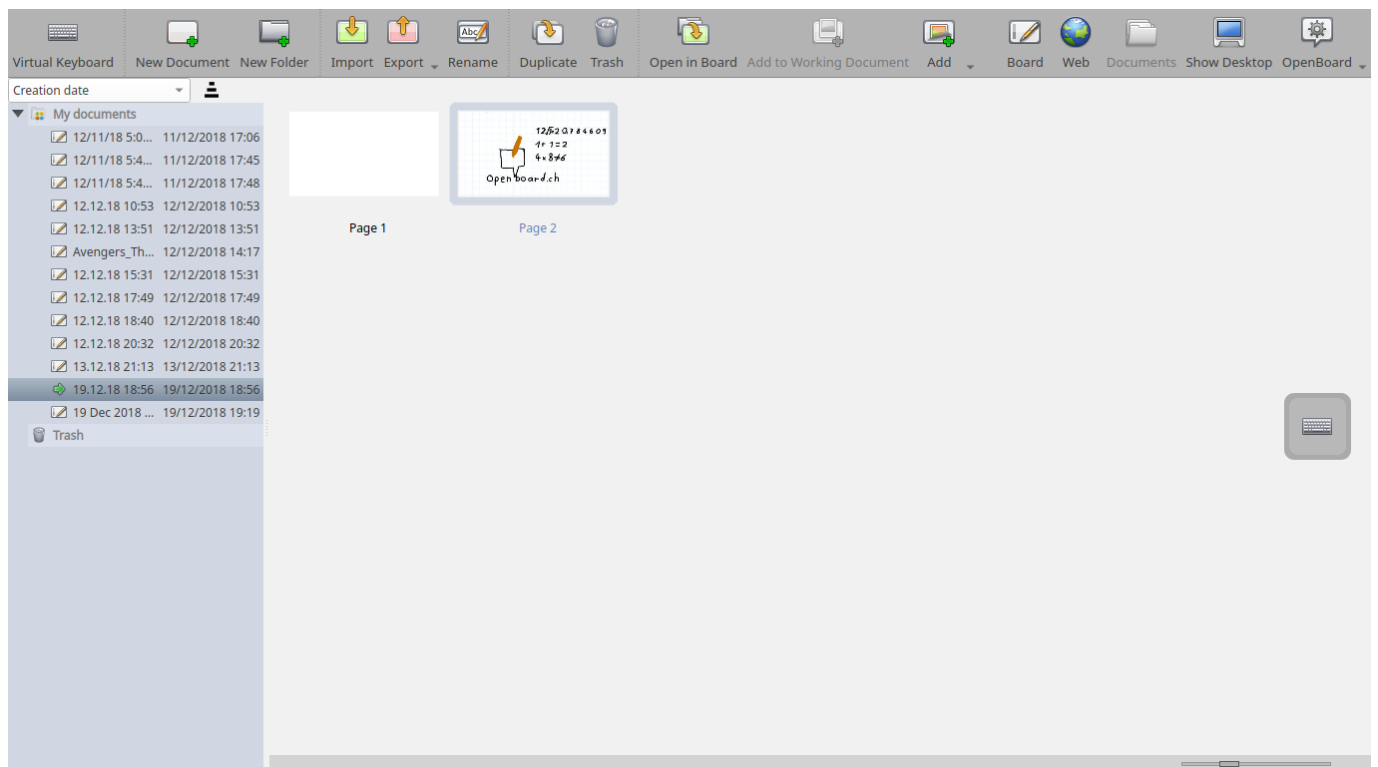 Virtual Keyboard New Document New Folder Import Export Rename Duplicate Trash Open in Board Add to Working Document Add Board Web Documents Show Desktop OpenBoard
Abc
Creation date
My documents
12/11/18 5:0... 11/12/2018 17:06
12/11/18 5:4... 11/12/2018 17:45
12/11/18 5:4... 11/12/2018 17:48
12.12.18 10:53 12/12/2018 10:53
12.12.18 13:51 12/12/2018 13:51
Avengers_Th... 12/12/2018 14:17
12.12.18 15:31 12/12/2018 15:31
12.12.18 17:49 12/12/2018 17:49
12.12.18 18:40 12/12/2018 18:40
12.12.18 20:32 12/12/2018 20:32
13.12.18 21:13 13/12/2018 21:13
19.12.18 18:56 19/12/2018 18:56
19 Dec 2018 ... 19/12/2018 19:19
Trash
1+1=2
Openboard.ch
Page 1
Page 2